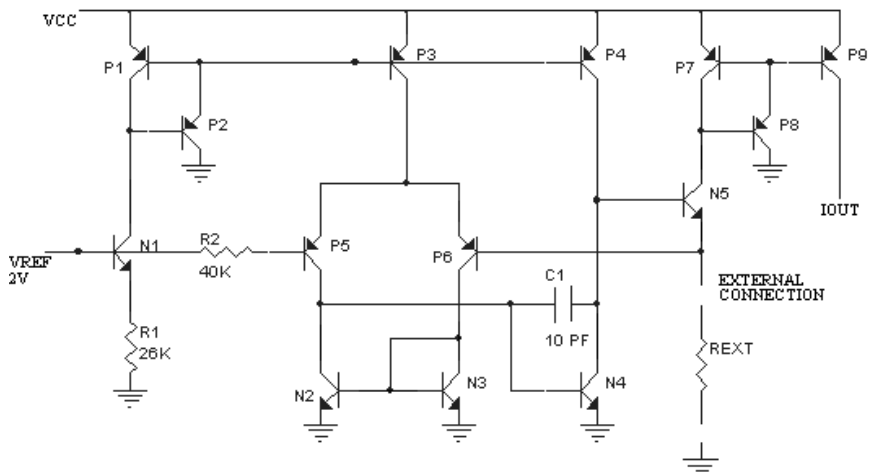 VCC
P1
P3
P4
P7
P9
P2
P8
N5
IOUT
N1
R2
P5
P6
VREF
2V
40K
C1
EXTERNAL
CONNECTION
R1
26K
10 PF
REXT
N2
N3
N4